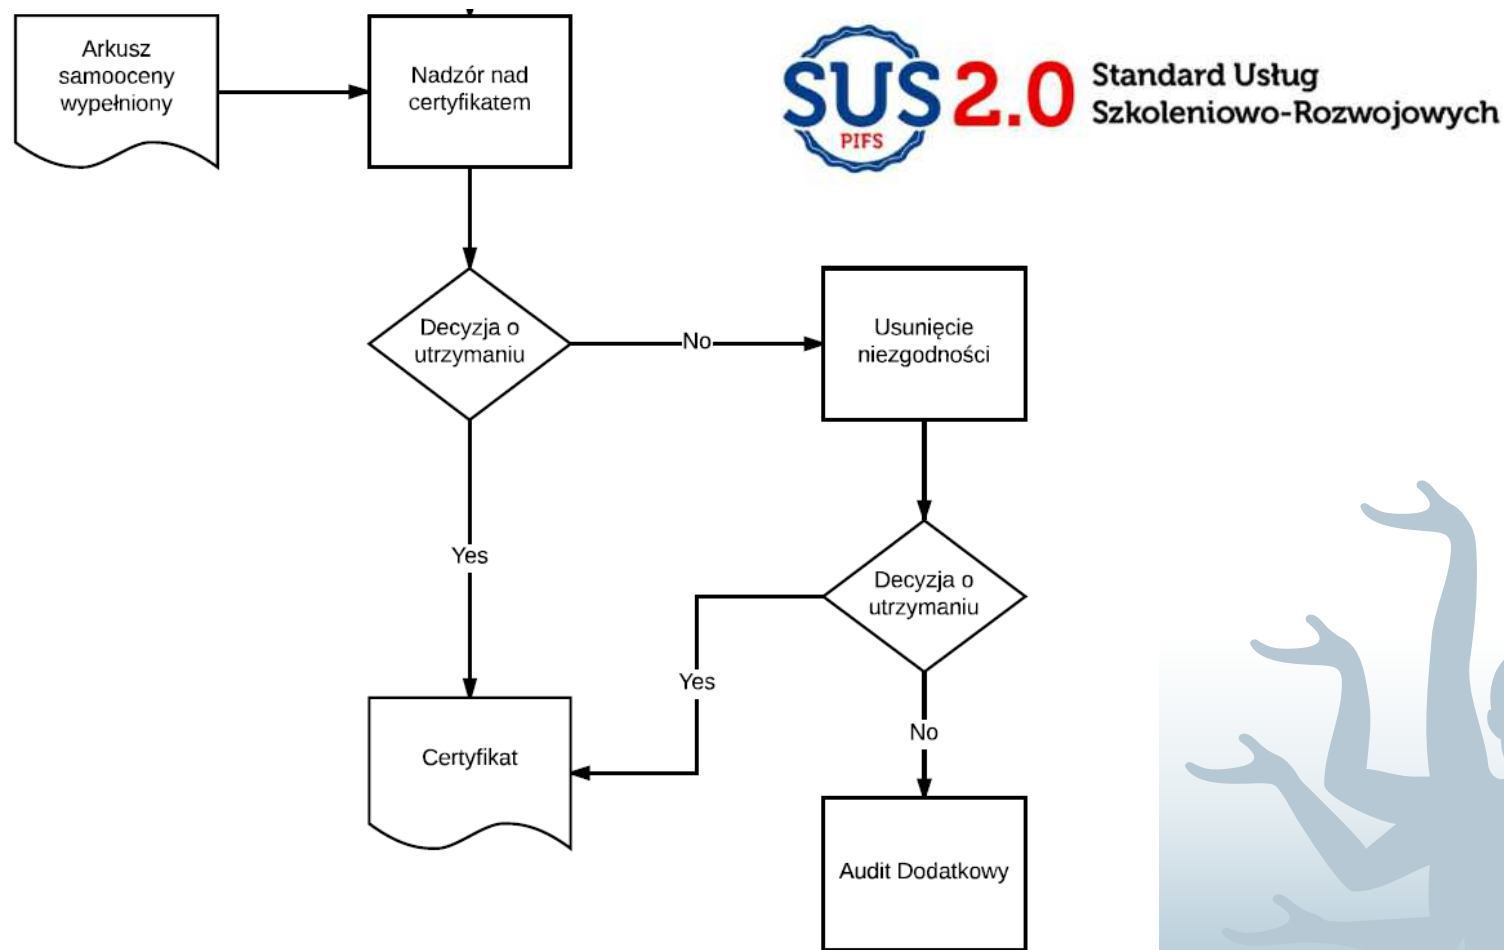 Arkusz
samooceny
wypełniony
Nadzór nad
certyfikatem
SUS 2.0
PIFS
Standard Usług
Szkoleniowo-Rozwojowych
Decyzja o
utrzymaniu
No
Usunięcie
niezgodności
Yes
Decyzja o
utrzymaniu
Yes
No
Certyfikat
Audit Dodatkowy